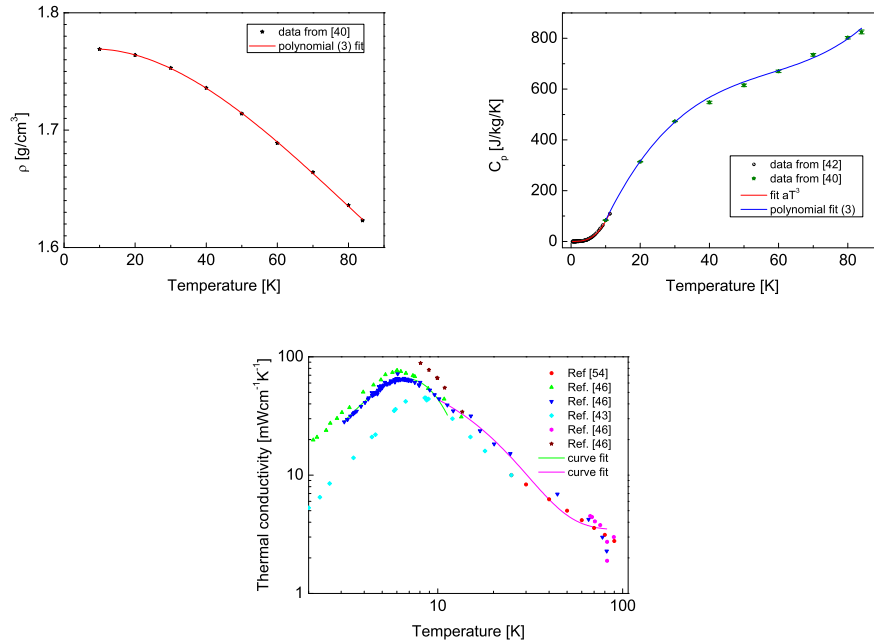 1.8
1.7
1.6
ρ [g/cm³]
data from [40]
polynomial (3) fit
0 20 40 60 80
Temperature [K]
800
600
400
200
0
Cₚ [J/kg/K]
data from [42]
data from [40]
fit aT³
polynomial fit (3)
0 20 40 60 80
Temperature [K]
100
10
1
Thermal conductivity [mWcm⁻¹K⁻¹]
Ref [54]
Ref. [46]
Ref. [46]
Ref. [43]
Ref. [46]
Ref. [46]
curve fit
curve fit
10 100
Temperature [K]